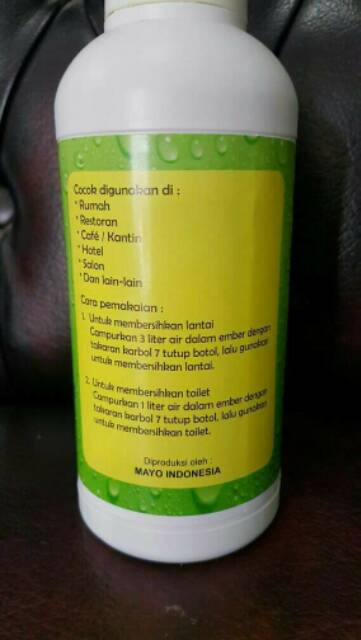 Cocok digunakan di :
* Rumah
* Restoran
* Café / Kantin
* Hotel
* Salon
* Dan lain-lain
Cara pemakaian :
1. Untuk membersihkan lantai
Campurkan 3 liter air dalam ember dengan
takaran karbol 7 tutup botol, lalu gunakan
untuk membenihkan lantai.
2. Untuk membersihkan toilet
Campurkan 1 liter air dalam ember dengan
takaran karbol 7 tutup botol, lalu gunakan
untuk membersihkan toilet.
Diproduksi oleh :
MAYO INDONESIA